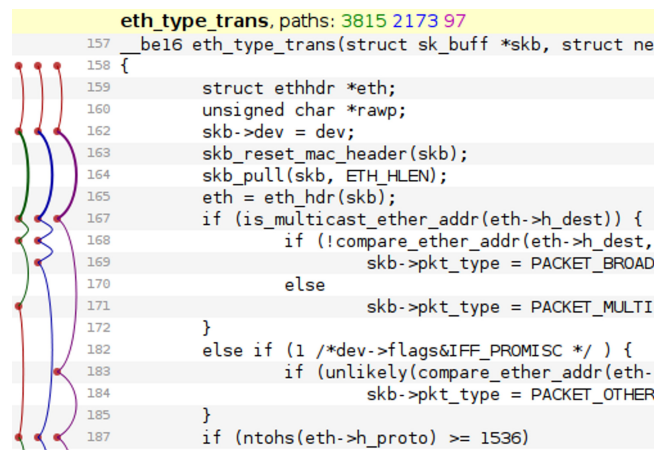 eth_type_trans, paths: 3815 2173 97
157 __be16 eth_type_trans(struct sk_buff *skb, struct ne
158 {
159 struct ethhdr *eth;
160 unsigned char *rawp;
162 skb->dev = dev;
163 skb_reset_mac_header(skb);
164 skb_pull(skb, ETH_HLEN);
165 eth = eth_hdr(skb);
167 if (is_multicast_ether_addr(eth->h_dest)) {
168 if (!compare_ether_addr(eth->h_dest,
169 skb->pkt_type = PACKET_BROAD
170 else
171 skb->pkt_type = PACKET_MULTI
172 }
182 else if (1 /*dev->flags&IFF_PROMISC */ ) {
183 if (unlikely(compare_ether_addr(eth-
184 skb->pkt_type = PACKET_OTHER
185 }
187 if (ntohs(eth->h_proto) >= 1536)